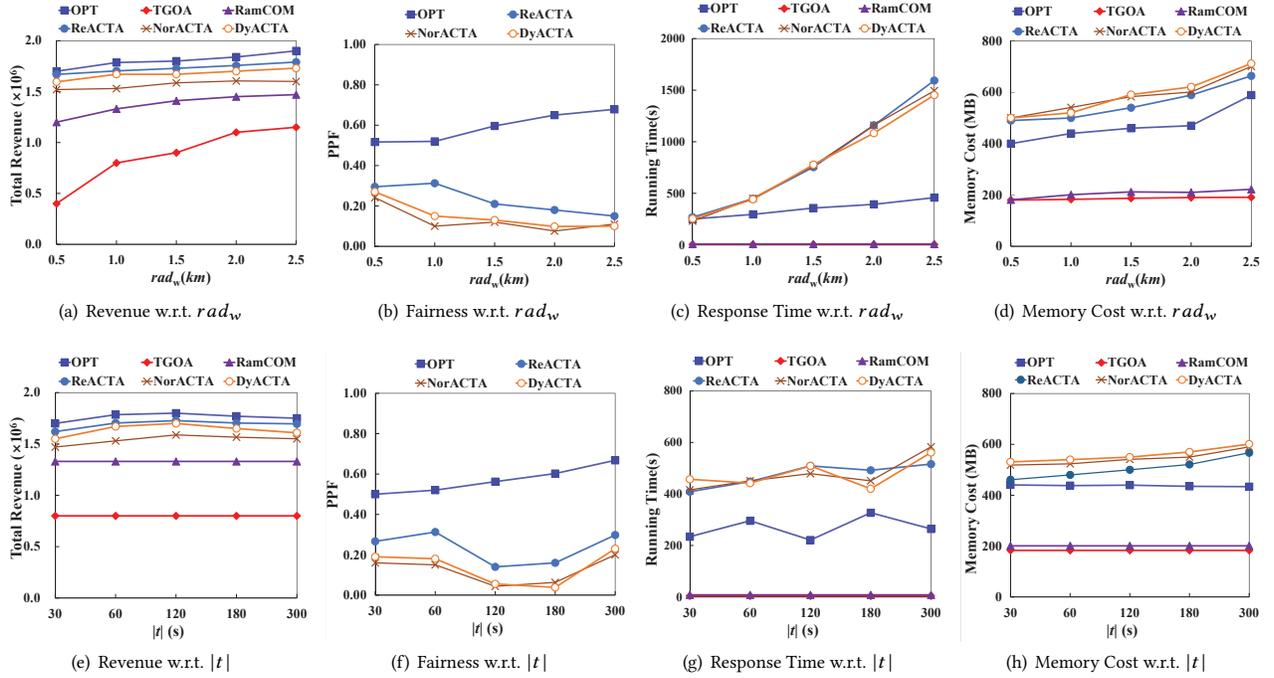 OPT TGOA RamCOM
ReACTA NorACTA DyACTA
Total Revenue (×10⁶)
2.0
1.5
1.0
0.5
0.0
0.5 1.0 1.5 2.0 2.5
rad_w(km)
(a) Revenue w.r.t. rad_w
OPT ReACTA
NorACTA DyACTA
PPF
1.00
0.80
0.60
0.40
0.20
0.00
0.5 1.0 1.5 2.0 2.5
rad_w(km)
(b) Fairness w.r.t. rad_w
OPT TGOA RamCOM
ReACTA NorACTA DyACTA
Running Time(s)
2000
1500
1000
500
0
0.5 1.0 1.5 2.0 2.5
rad_w(km)
(c) Response Time w.r.t. rad_w
OPT TGOA RamCOM
ReACTA NorACTA DyACTA
Memory Cost (MB)
800
600
400
200
0
0.5 1.0 1.5 2.0 2.5
rad_w(km)
(d) Memory Cost w.r.t. rad_w
OPT TGOA RamCOM
ReACTA NorACTA DyACTA
Total Revenue (×10⁶)
2.0
1.5
1.0
0.5
0.0
30 60 120 180 300
|t| (s)
(e) Revenue w.r.t. |t|
OPT ReACTA
NorACTA DyACTA
PPF
1.00
0.80
0.60
0.40
0.20
0.00
30 60 120 180 300
|t| (s)
(f) Fairness w.r.t. |t|
OPT TGOA RamCOM
ReACTA NorACTA DyACTA
Running Time(s)
800
600
400
200
0
30 60 120 180 300
|t| (s)
(g) Response Time w.r.t. |t|
OPT TGOA RamCOM
ReACTA NorACTA DyACTA
Memory Cost (MB)
800
600
400
200
0
30 60 120 180 300
|t| (s)
(h) Memory Cost w.r.t. |t|